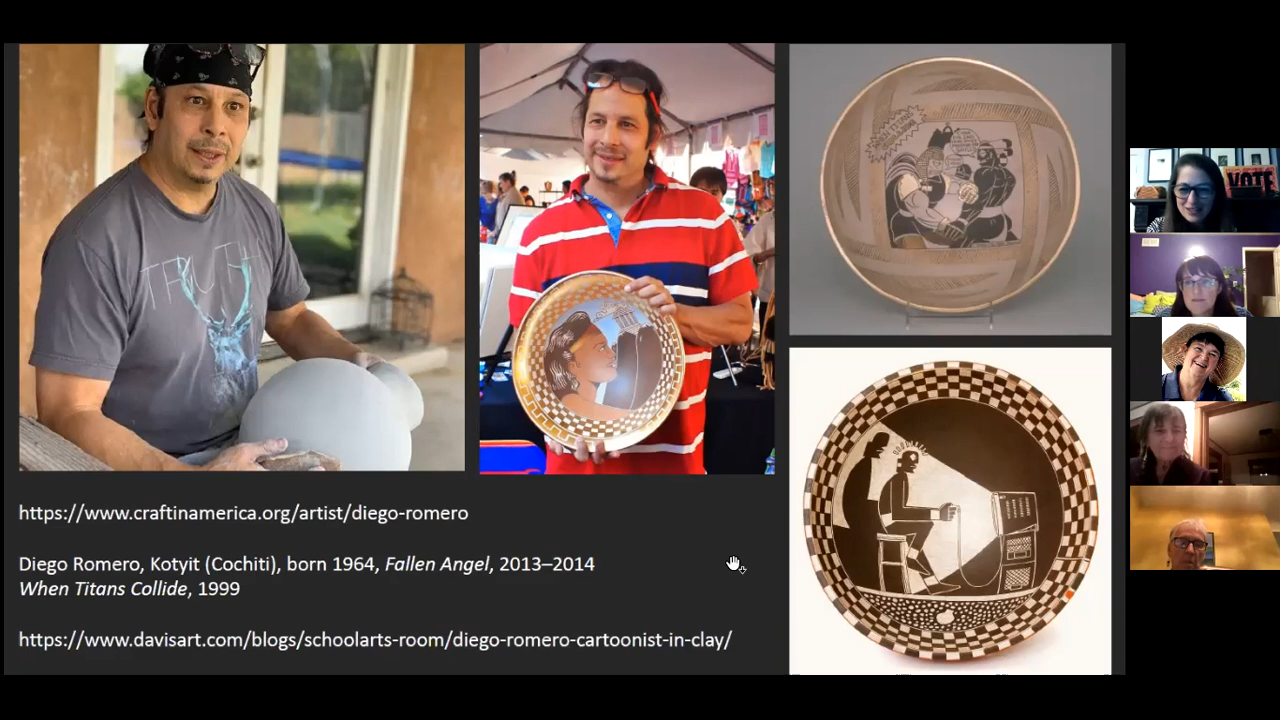 TRUTH
VOTE
https://www.craftinamerica.org/artist/diego-romero
Diego Romero, Kotyit (Cochiti), born 1964, Fallen Angel, 2013–2014
When Titans Collide, 1999
https://www.davisart.com/blogs/schoolarts-room/diego-romero-cartoonist-in-clay/